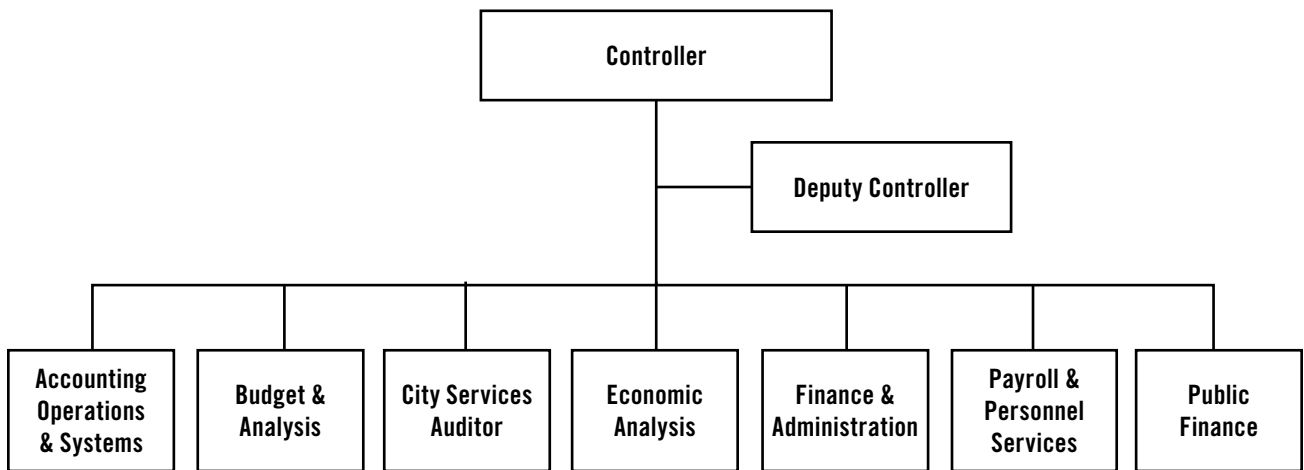 Controller
Deputy Controller
Accounting
Operations
& Systems
Budget &
Analysis
City Services
Auditor
Economic
Analysis
Finance &
Administration
Payroll &
Personnel
Services
Public
Finance